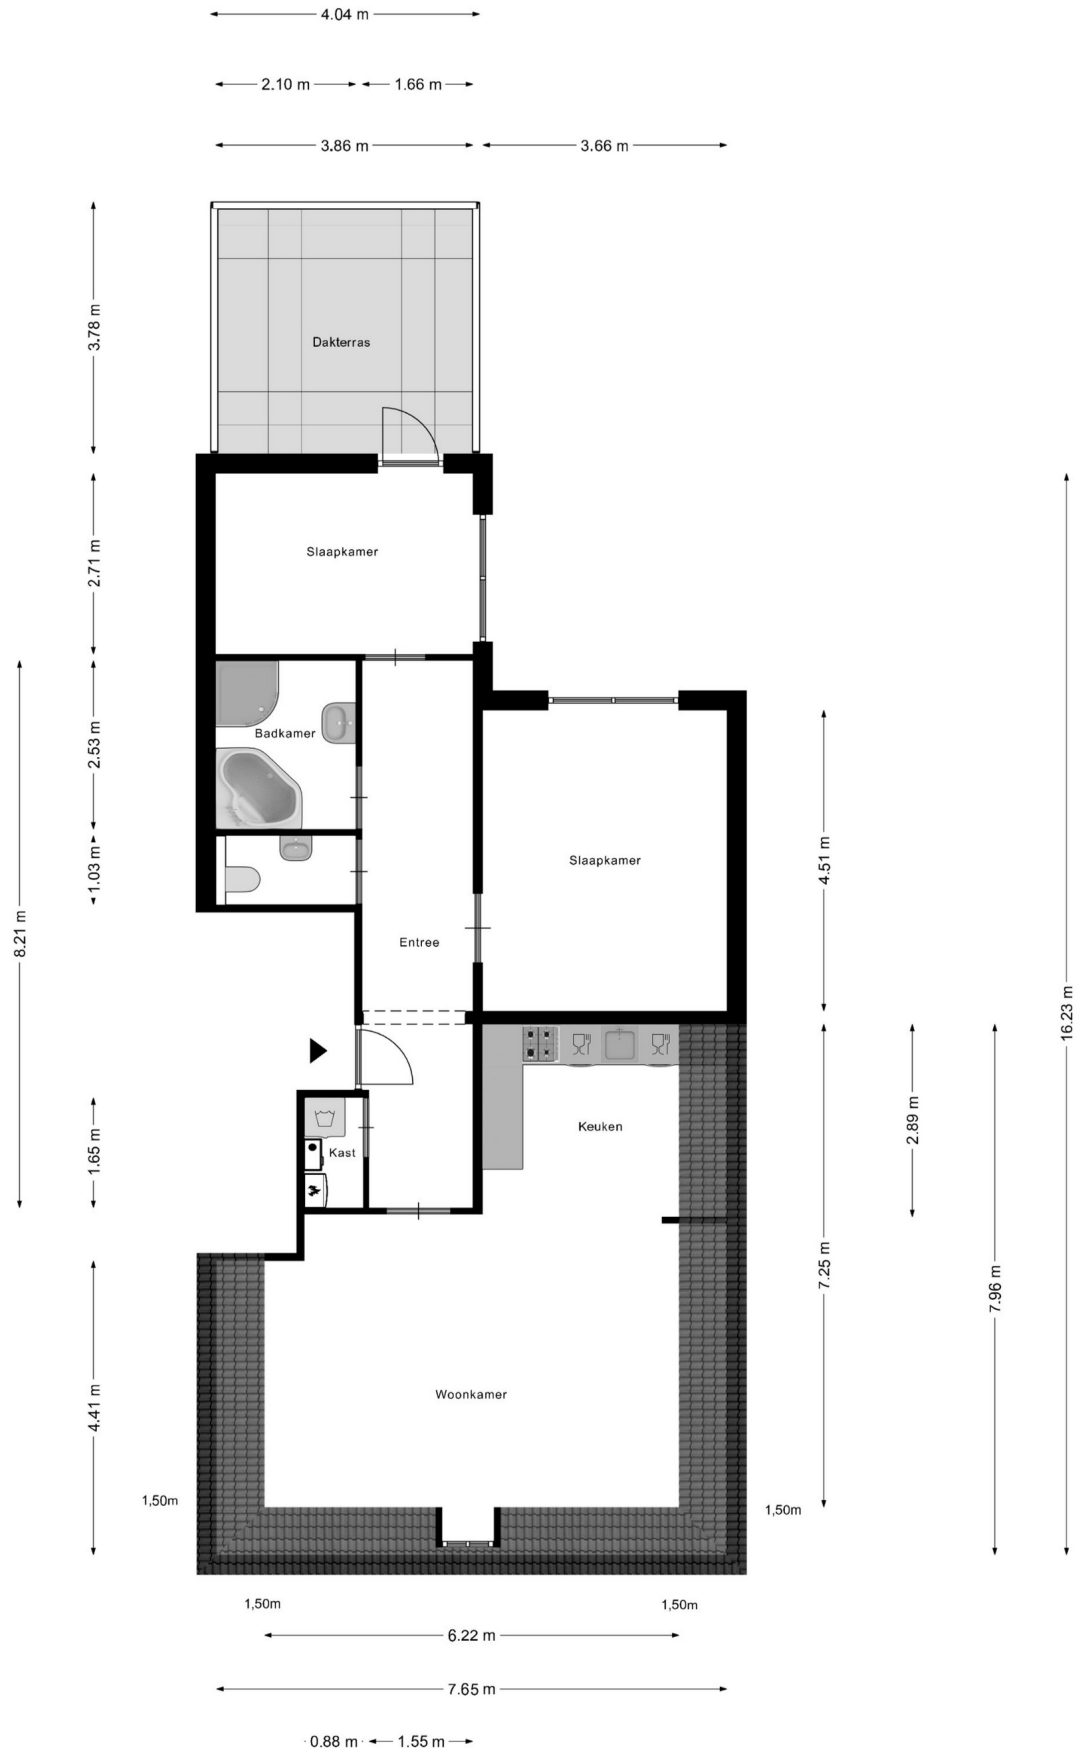 4.04 m
2.10 m
1.66 m
3.86 m
3.66 m
3.78 m
Dakterras
2.71 m
Slaapkamer
2.53 m
Badkamer
1.03 m
4.51 m
Slaapkamer
8.21 m
Entree
16.23 m
1.65 m
Kast
Keuken
2.89 m
7.25 m
7.96 m
4.41 m
Woonkamer
1,50m
1,50m
1,50m
1,50m
6.22 m
7.65 m
0.88 m
1.55 m